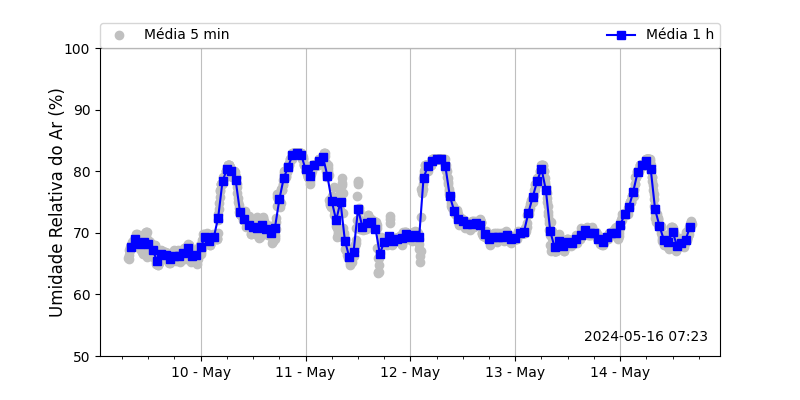 Média 5 min
Média 1 h
Umidade Relativa do Ar (%)
100
90
80
70
60
50
2024-05-16 07:23
10 - May
11 - May
12 - May
13 - May
14 - May